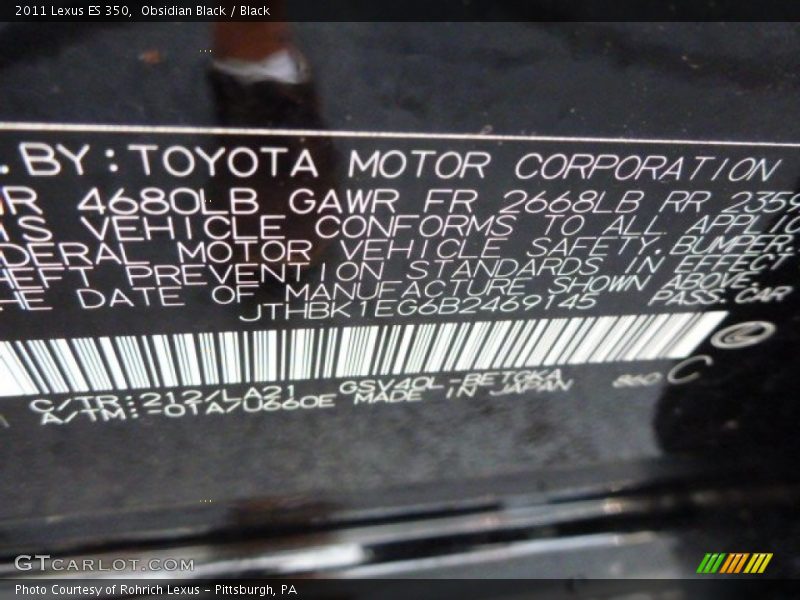 2011 Lexus ES 350, Obsidian Black / Black
.BY:TOYOTA MOTOR CORPORATION
4680LB GAWR FR 2668LB RR 2359
VEHICLE CONFORMS TO ALL APPLIC
DERAL MOTOR VEHICLE SAFETY, BUMPER,
HEFT PREVENTION STANDARDS IN EFFECT
HE DATE OF MANUFACTURE SHOWN ABOVE.
JTHBK1EG6B2469145 PASS.CAR
C/TR:212/LA21 GSV40L-BETGKA 860 C
A/TM:-01A/U660E MADE IN JAPAN
GTCARLOT.COM
Photo Courtesy of Rohrich Lexus - Pittsburgh, PA